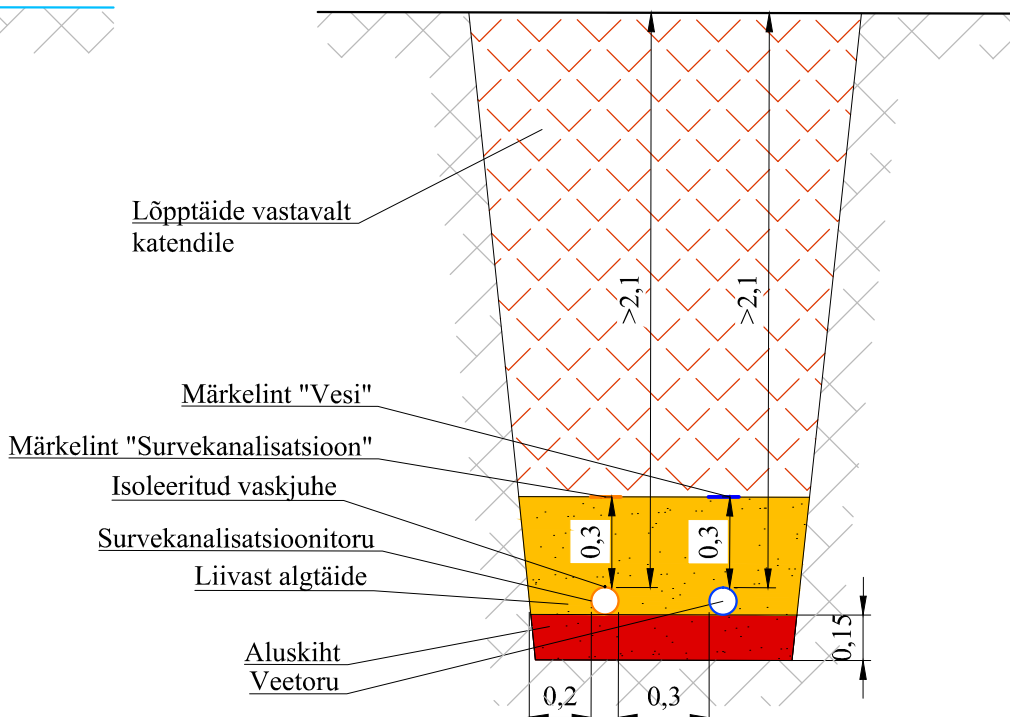 Lõpptäide vastavalt
katendile
>2,1
>2,1
Märkelint "Vesi"
Märkelint "Survekanalisatsioon"
Isoleeritud vaskjuhe
0,3
0,3
Survekanalisatsioonitoru
Liivast algtäide
0,15
Aluskiht
Veetoru
0,2
0,3